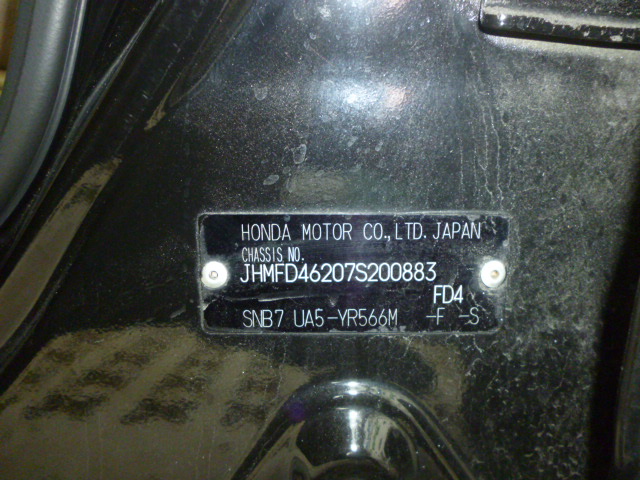 HONDA MOTOR CO.,LTD. JAPAN
CHASSIS NO.
JHMFD46207S200883
FD4
SNB7 UA5-YR566M -F -S